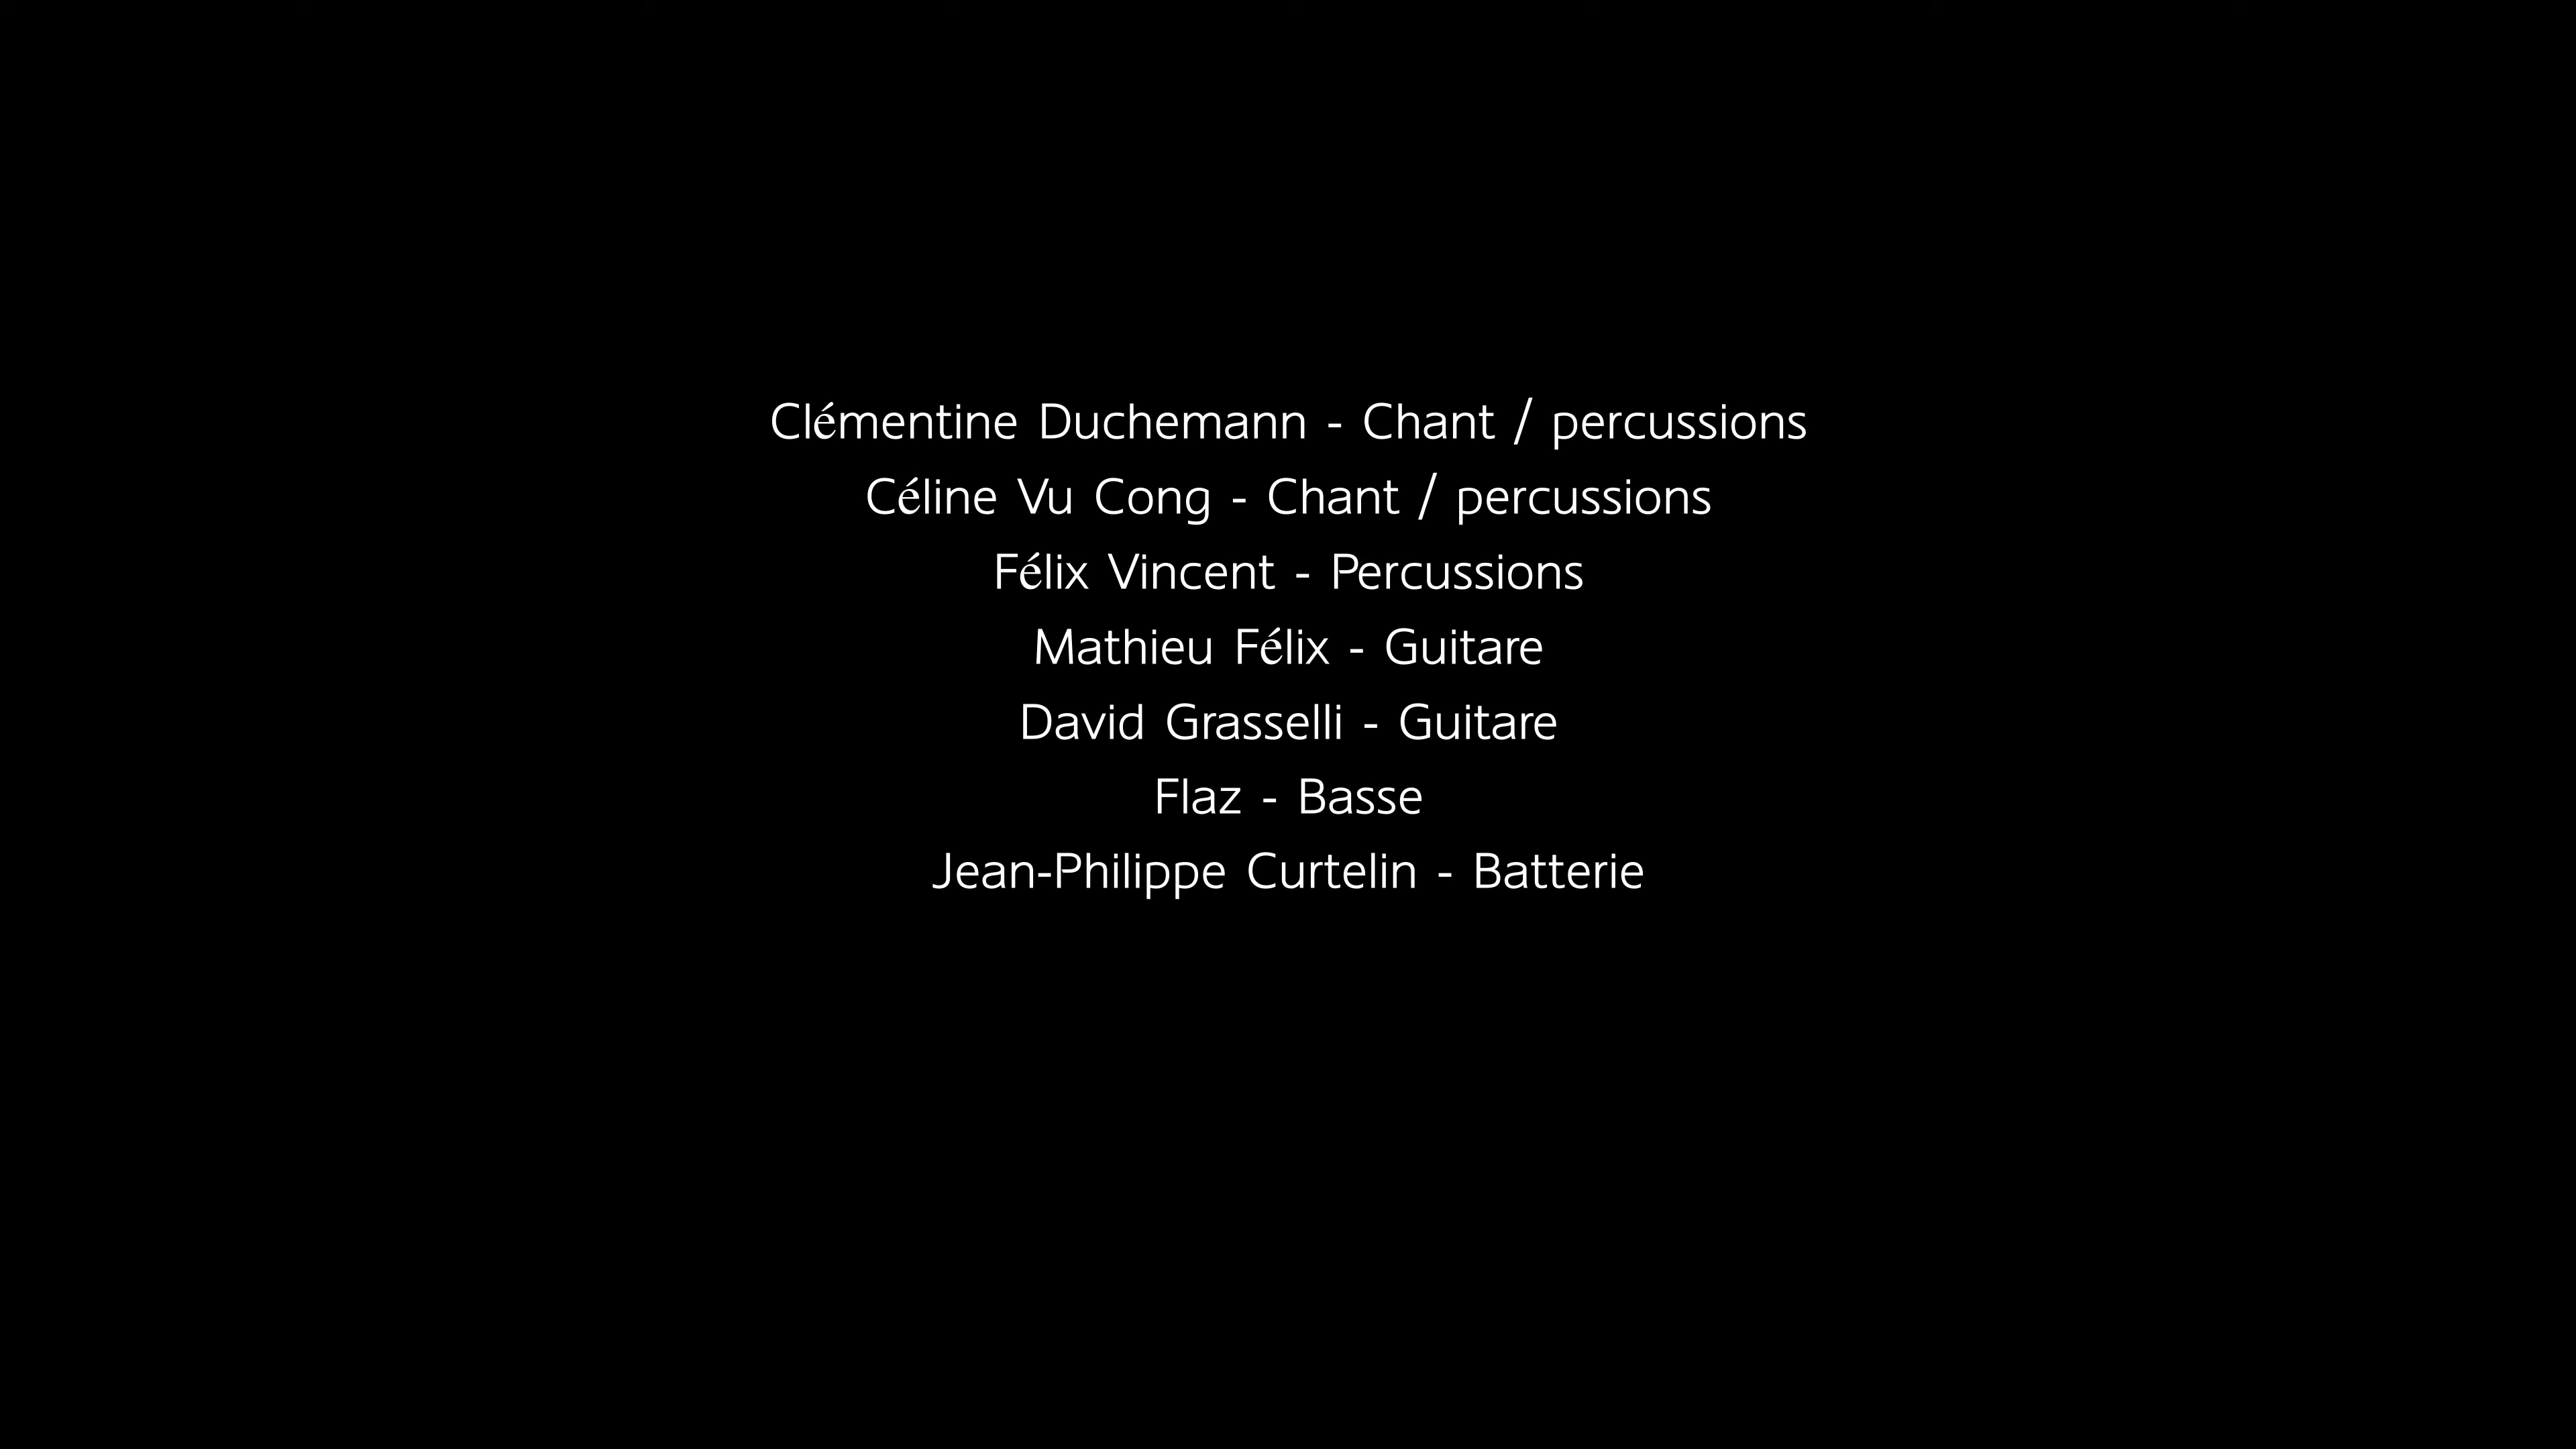 Clémentine Duchemann - Chant / percussions
Céline Vu Cong - Chant / percussions
Félix Vincent - Percussions
Mathieu Félix - Guitare
David Grasselli - Guitare
Flaz - Basse
Jean-Philippe Curtelin - Batterie